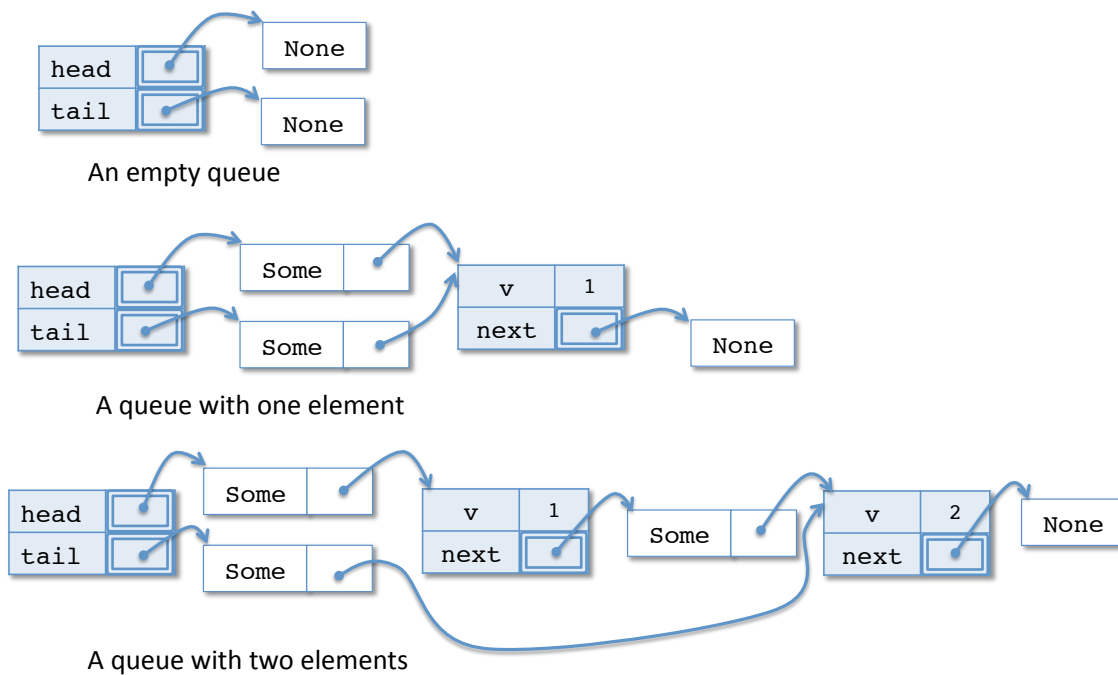 None
head
tail
None
An empty queue
Some
head
v 1
tail
Some
next
None
A queue with one element
Some
head
v 1
Some
v 2
None
tail
Some
next
next
A queue with two elements